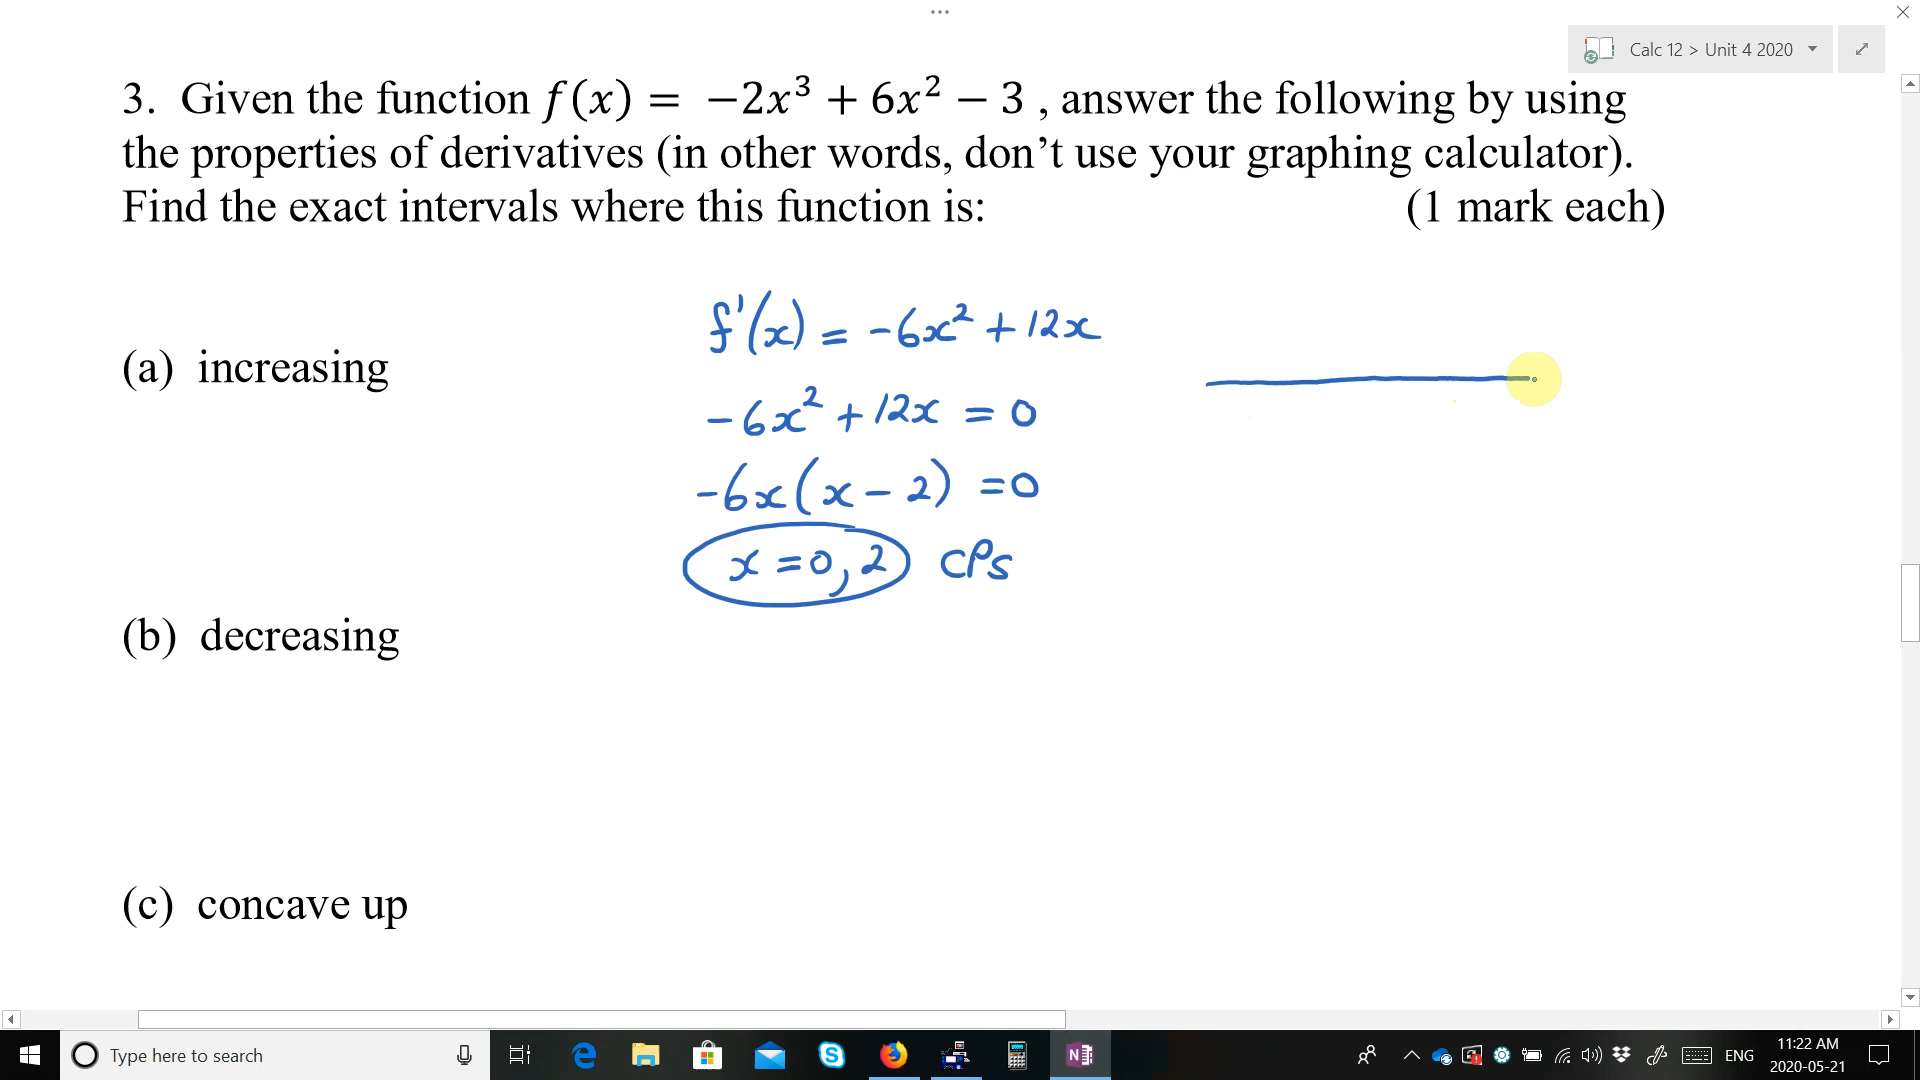 Calc 12 > Unit 4 2020
3. Given the function f(x) = −2x³ + 6x² − 3 , answer the following by using
the properties of derivatives (in other words, don’t use your graphing calculator).
Find the exact intervals where this function is: (1 mark each)
f'(x) = -6x² + 12x
(a) increasing
-6x² + 12x = 0
-6x(x - 2) = 0
x = 0, 2 CPs
(b) decreasing
(c) concave up
Type here to search
ENG
11:22 AM
2020-05-21